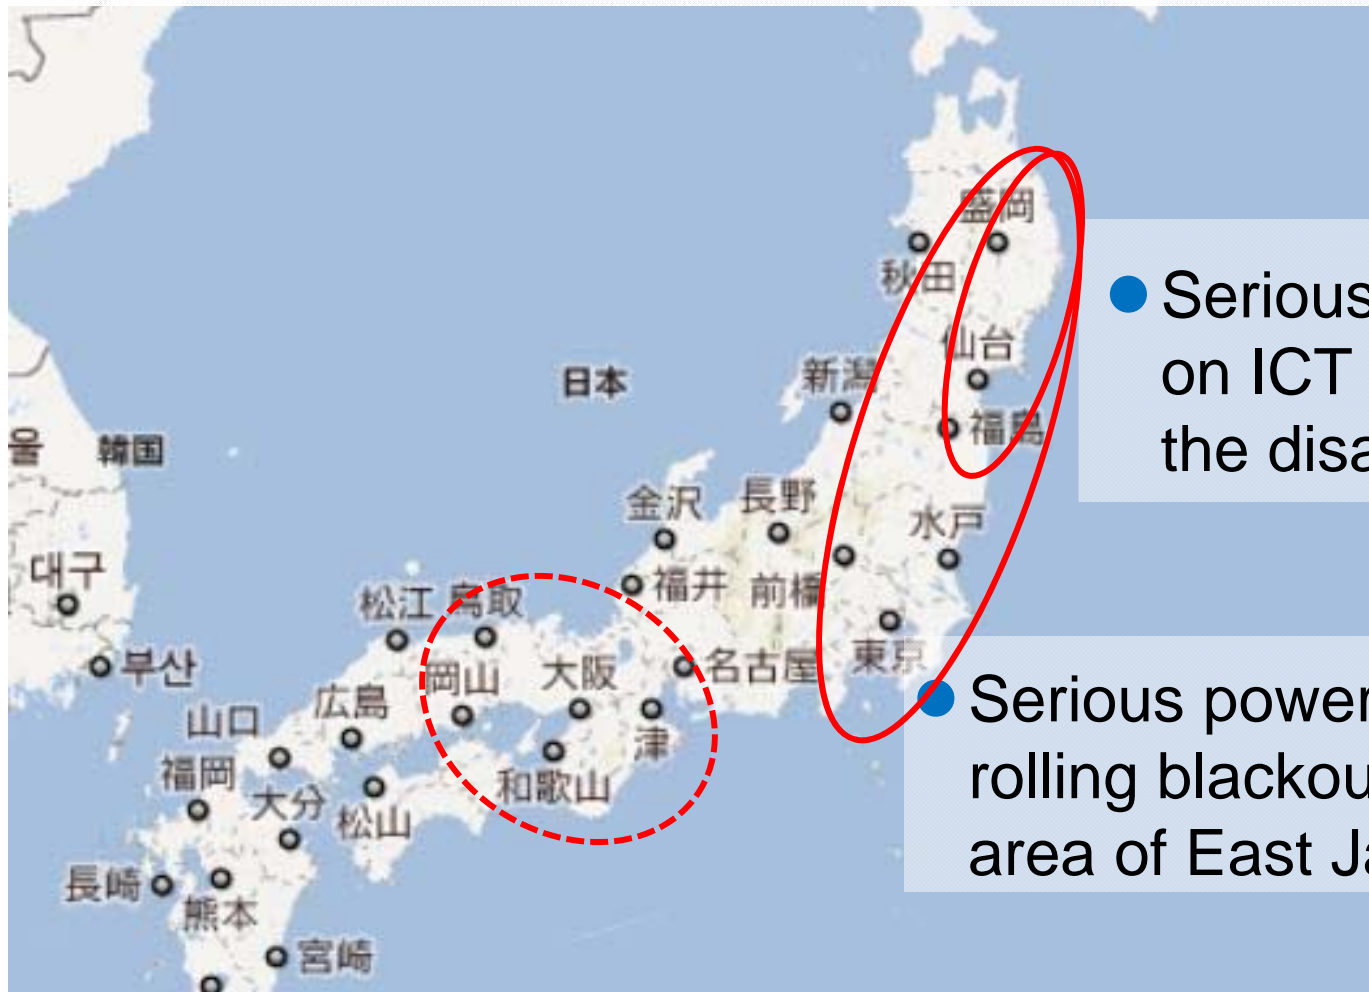 盛岡
秋田
仙台
新潟
日本
福島
韓国
울
金沢
長野
水戸
대구
福井
前橋
松江
鳥取
岡山
大阪
名古屋
東京
부산
広島
山口
津
福岡
和歌山
大分
松山
長崎
熊本
宮崎
Serious
on ICT
the disa
Serious power
rolling blackou
area of East Ja